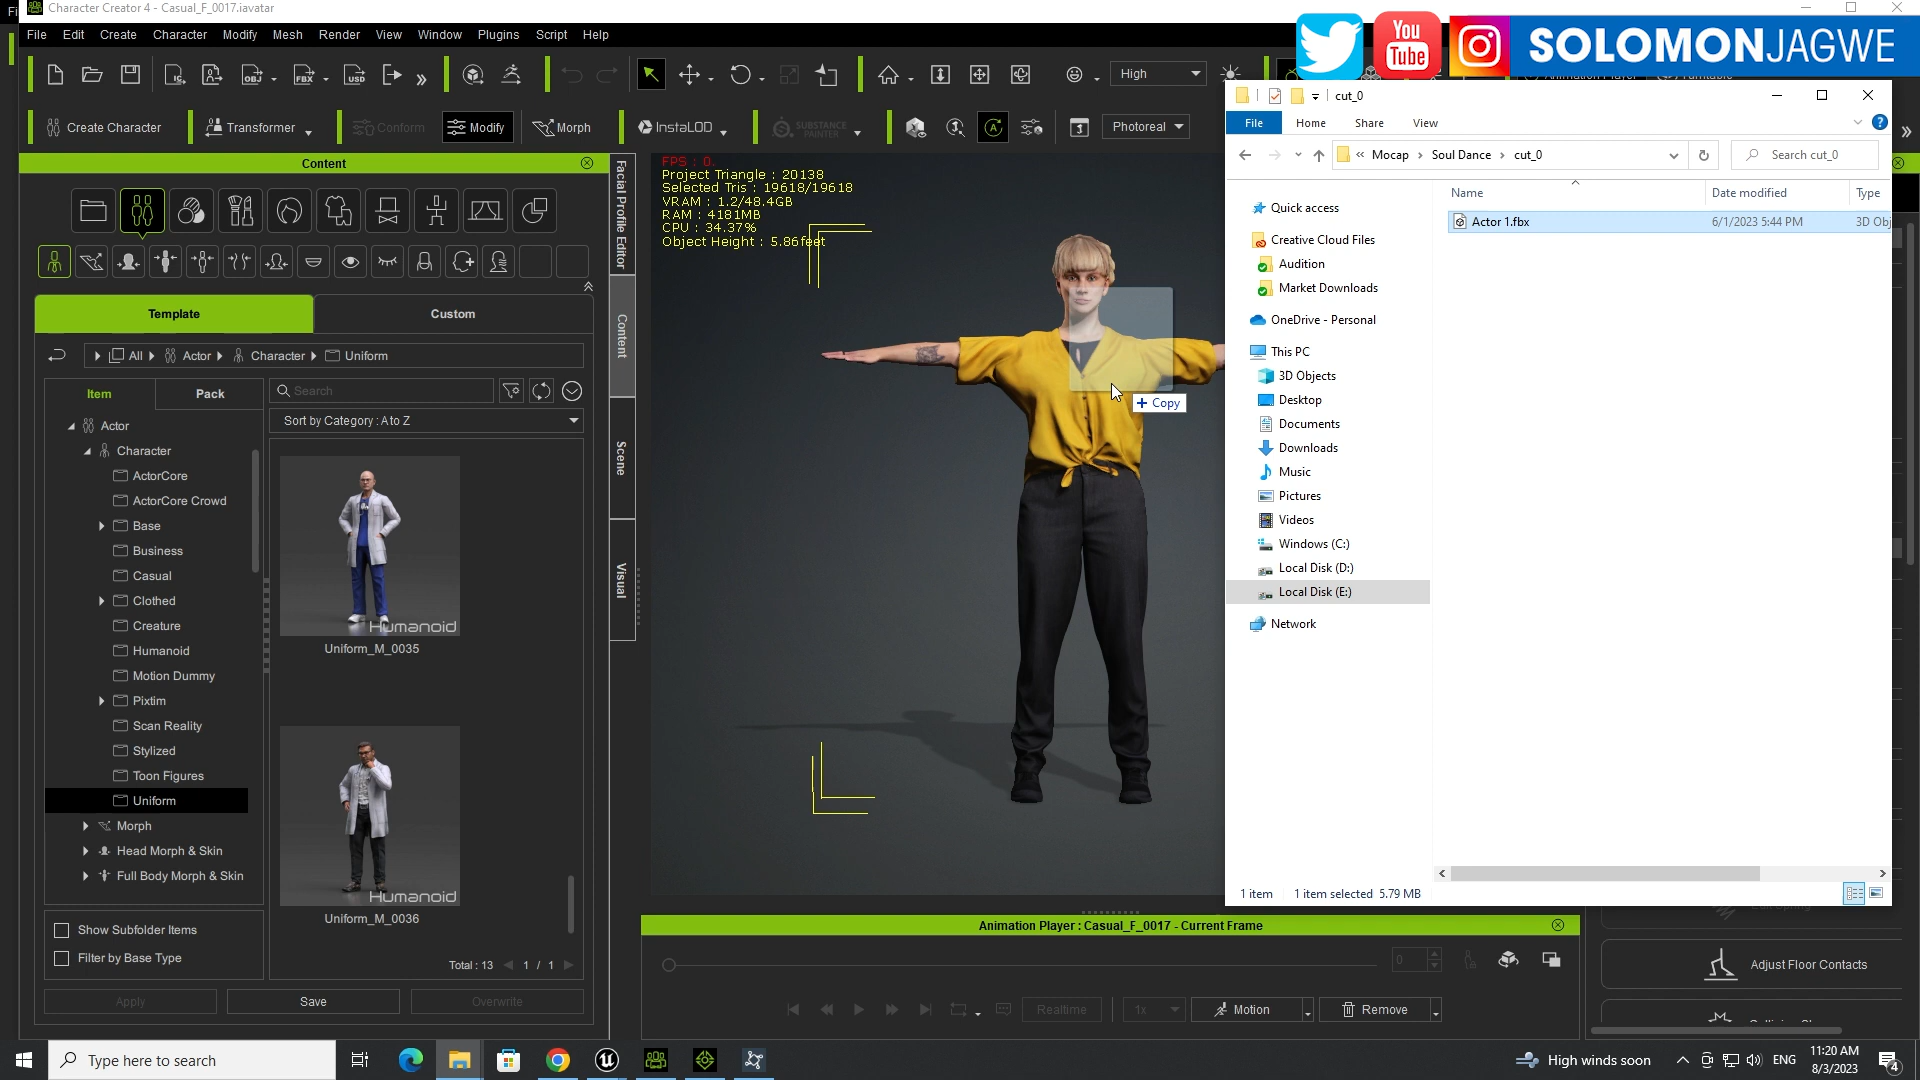 Character Creator 4 - Casual_F_0017.iavatar
File Edit Create Character Modify Mesh Render View Window Plugins Script Help
You Tube
SOLOMONJAGWE
High
Create Character
Transformer
Conform
Modify
Morph
InstaLOD
SUBSTANCE PAINTER
Photoreal
Content
Template
Custom
All
Actor
Character
Uniform
Item
Pack
Search
Sort by Category : A to Z
Actor
Character
ActorCore
ActorCore Crowd
Base
Business
Casual
Clothed
Creature
Humanoid
Motion Dummy
Pixtim
Scan Reality
Stylized
Toon Figures
Uniform
Morph
Head Morph & Skin
Full Body Morph & Skin
Humanoid
Uniform_M_0035
Humanoid
Uniform_M_0036
Show Subfolder Items
Filter by Base Type
Total : 13
1 / 1
Apply
Save
Overwrite
Facial Profile Editor
Content
Scene
Visual
FPS : 0.
Project Triangle : 20138
Selected Tris : 19618/19618
VRAM : 1.2/48.4GB
RAM : 4181MB
CPU : 34.37%
Object Height : 5.86feet
+ Copy
cut_0
File Home Share View
« Mocap › Soul Dance › cut_0
Search cut_0
Name
Date modified
Type
Actor 1.fbx
6/1/2023 5:44 PM
3D Obj
Quick access
Creative Cloud Files
Audition
Market Downloads
OneDrive - Personal
This PC
3D Objects
Desktop
Documents
Downloads
Music
Pictures
Videos
Windows (C:)
Local Disk (D:)
Local Disk (E:)
Network
1 item
1 item selected 5.79 MB
Animation Player : Casual_F_0017 - Current Frame
0
Realtime
1x
Motion
Remove
Adjust Floor Contacts
Type here to search
High winds soon
ENG
11:20 AM
8/3/2023
4